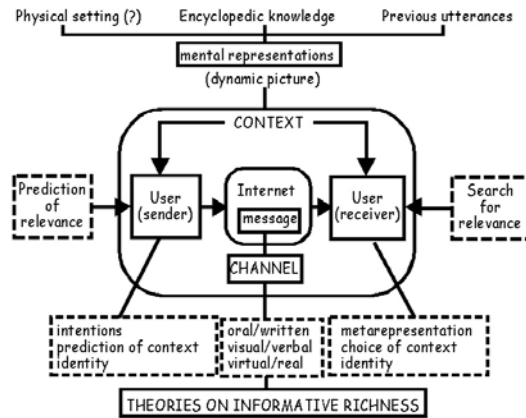 Physical setting (?)
Encyclopedic knowledge
Previous utterances
mental representations
(dynamic picture)
CONTEXT
Prediction
of
relevance
User
(sender)
Internet
message
User
(receiver)
Search
for
relevance
CHANNEL
intentions
prediction of context
identity
oral/written
visual/verbal
virtual/real
metarepresentation
choice of context
identity
THEORIES ON INFORMATIVE RICHNESS